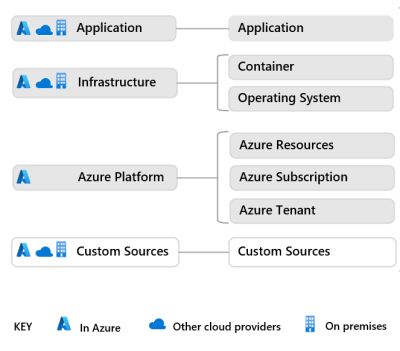 Application Application
Infrastructure Container
Operating System
Azure Resources
Azure Platform Azure Subscription
Azure Tenant
Custom Sources Custom Sources
KEY In Azure Other cloud providers On premises